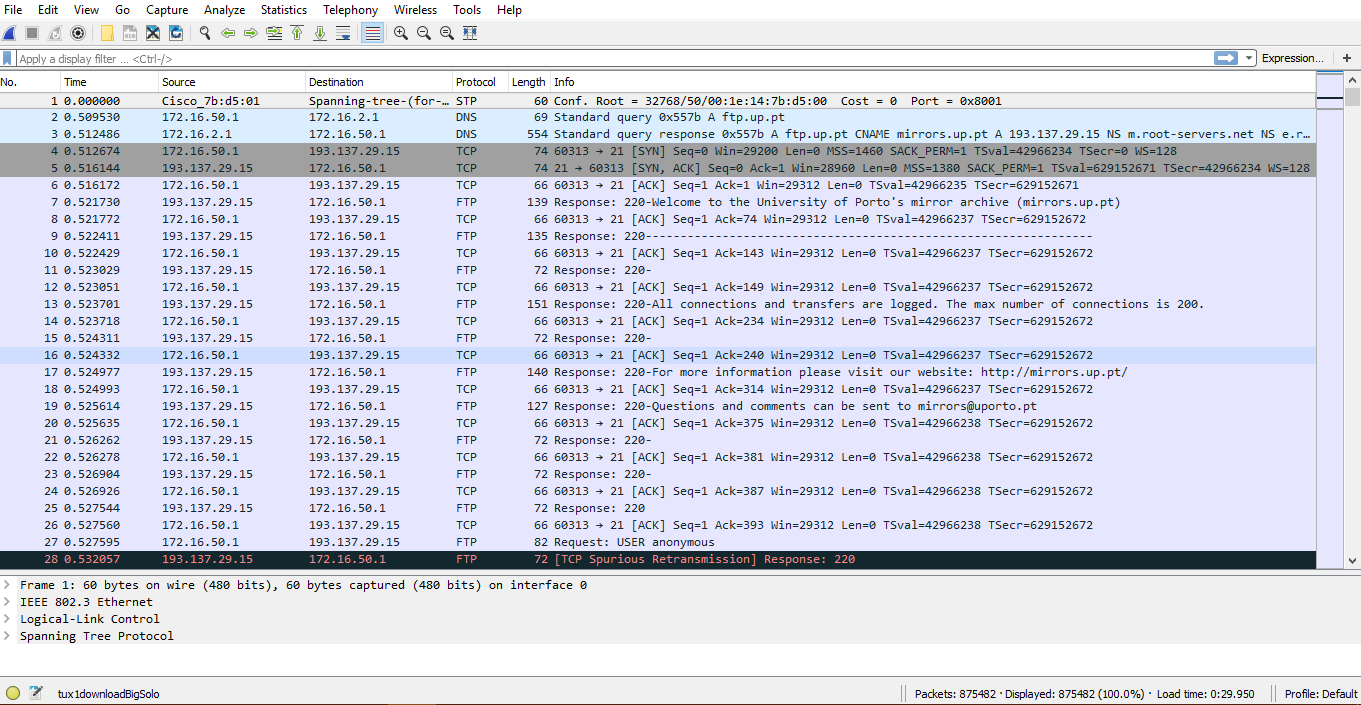 File Edit View Go Capture Analyze Statistics Telephony Wireless Tools Help
Apply a display filter ... <Ctrl-/> Expression... +
No. Time Source Destination Protocol Length Info
1 0.000000 Cisco_7b:d5:01 Spanning-tree-(for-… STP 60 Conf. Root = 32768/50/00:1e:14:7b:d5:00 Cost = 0 Port = 0x8001
2 0.509530 172.16.50.1 172.16.2.1 DNS 69 Standard query 0x557b A ftp.up.pt
3 0.512486 172.16.2.1 172.16.50.1 DNS 554 Standard query response 0x557b A ftp.up.pt CNAME mirrors.up.pt A 193.137.29.15 NS m.root-servers.net NS e.r…
4 0.512674 172.16.50.1 193.137.29.15 TCP 74 60313 → 21 [SYN] Seq=0 Win=29200 Len=0 MSS=1460 SACK_PERM=1 TSval=42966234 TSecr=0 WS=128
5 0.516144 193.137.29.15 172.16.50.1 TCP 74 21 → 60313 [SYN, ACK] Seq=0 Ack=1 Win=28960 Len=0 MSS=1380 SACK_PERM=1 TSval=629152671 TSecr=42966234 WS=128
6 0.516172 172.16.50.1 193.137.29.15 TCP 66 60313 → 21 [ACK] Seq=1 Ack=1 Win=29312 Len=0 TSval=42966235 TSecr=629152671
7 0.521730 193.137.29.15 172.16.50.1 FTP 139 Response: 220-Welcome to the University of Porto's mirror archive (mirrors.up.pt)
8 0.521772 172.16.50.1 193.137.29.15 TCP 66 60313 → 21 [ACK] Seq=1 Ack=74 Win=29312 Len=0 TSval=42966237 TSecr=629152672
9 0.522411 193.137.29.15 172.16.50.1 FTP 135 Response: 220---------------------------------------------------------------
10 0.522429 172.16.50.1 193.137.29.15 TCP 66 60313 → 21 [ACK] Seq=1 Ack=143 Win=29312 Len=0 TSval=42966237 TSecr=629152672
11 0.523029 193.137.29.15 172.16.50.1 FTP 72 Response: 220-
12 0.523051 172.16.50.1 193.137.29.15 TCP 66 60313 → 21 [ACK] Seq=1 Ack=149 Win=29312 Len=0 TSval=42966237 TSecr=629152672
13 0.523701 193.137.29.15 172.16.50.1 FTP 151 Response: 220-All connections and transfers are logged. The max number of connections is 200.
14 0.523718 172.16.50.1 193.137.29.15 TCP 66 60313 → 21 [ACK] Seq=1 Ack=234 Win=29312 Len=0 TSval=42966237 TSecr=629152672
15 0.524311 193.137.29.15 172.16.50.1 FTP 72 Response: 220-
16 0.524332 172.16.50.1 193.137.29.15 TCP 66 60313 → 21 [ACK] Seq=1 Ack=240 Win=29312 Len=0 TSval=42966237 TSecr=629152672
17 0.524977 193.137.29.15 172.16.50.1 FTP 140 Response: 220-For more information please visit our website: http://mirrors.up.pt/
18 0.524993 172.16.50.1 193.137.29.15 TCP 66 60313 → 21 [ACK] Seq=1 Ack=314 Win=29312 Len=0 TSval=42966237 TSecr=629152672
19 0.525614 193.137.29.15 172.16.50.1 FTP 127 Response: 220-Questions and comments can be sent to mirrors@uporto.pt
20 0.525635 172.16.50.1 193.137.29.15 TCP 66 60313 → 21 [ACK] Seq=1 Ack=375 Win=29312 Len=0 TSval=42966238 TSecr=629152672
21 0.526262 193.137.29.15 172.16.50.1 FTP 72 Response: 220-
22 0.526278 172.16.50.1 193.137.29.15 TCP 66 60313 → 21 [ACK] Seq=1 Ack=381 Win=29312 Len=0 TSval=42966238 TSecr=629152672
23 0.526904 193.137.29.15 172.16.50.1 FTP 72 Response: 220-
24 0.526926 172.16.50.1 193.137.29.15 TCP 66 60313 → 21 [ACK] Seq=1 Ack=387 Win=29312 Len=0 TSval=42966238 TSecr=629152672
25 0.527544 193.137.29.15 172.16.50.1 FTP 72 Response: 220
26 0.527560 172.16.50.1 193.137.29.15 TCP 66 60313 → 21 [ACK] Seq=1 Ack=393 Win=29312 Len=0 TSval=42966238 TSecr=629152672
27 0.527595 172.16.50.1 193.137.29.15 FTP 82 Request: USER anonymous
28 0.532057 193.137.29.15 172.16.50.1 FTP 72 [TCP Spurious Retransmission] Response: 220
Frame 1: 60 bytes on wire (480 bits), 60 bytes captured (480 bits) on interface 0
IEEE 802.3 Ethernet
Logical-Link Control
Spanning Tree Protocol
tux1downloadBigSolo Packets: 875482 · Displayed: 875482 (100.0%) · Load time: 0:29.950 Profile: Default